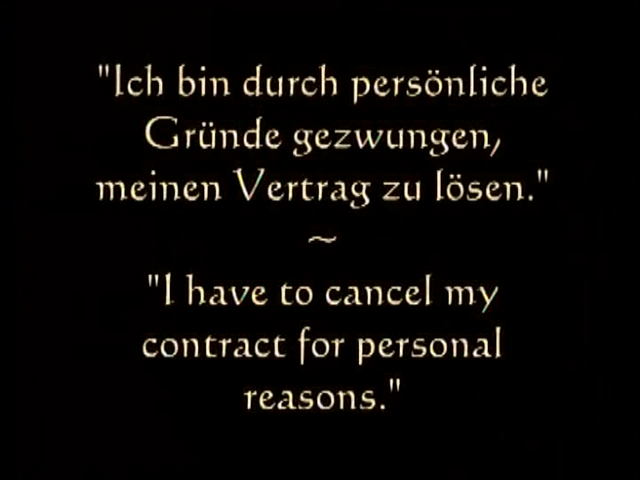 "Ich bin durch persönliche
Gründe gezwungen,
meinen Vertrag zu lösen."
~
"I have to cancel my
contract for personal
reasons."